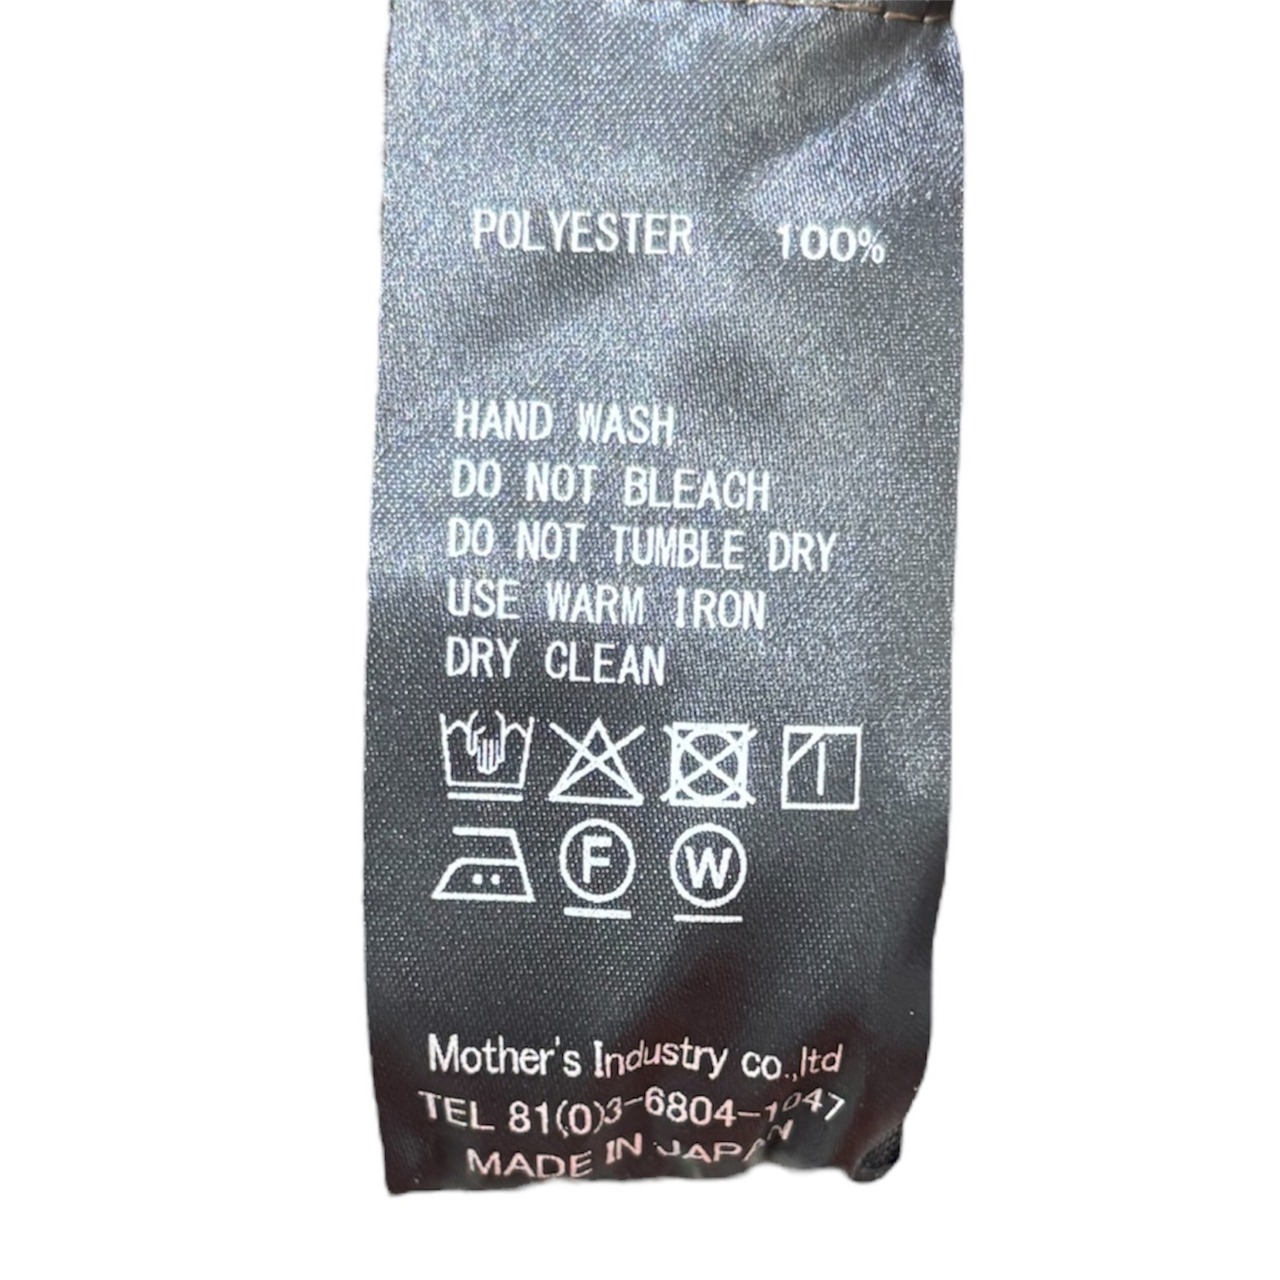 POLYESTER 100%
HAND WASH
DO NOT BLEACH
DO NOT TUMBLE DRY
USE WARM IRON
DRY CLEAN
F W
Mother's Industry co.,ltd
TEL 81(0)3-6804-1047
MADE IN JAPAN